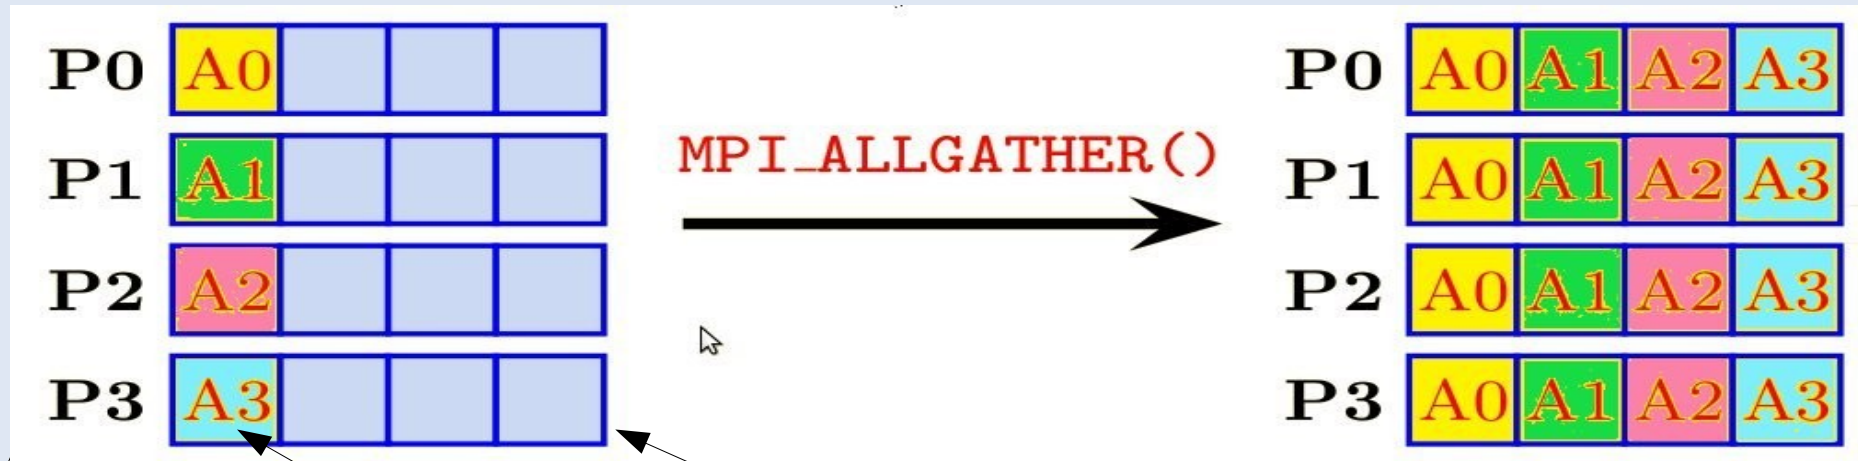 P0 A0 P0 A0 A1 A2 A3
MPI_ALLGATHER()
P1 A1 P1 A0 A1 A2 A3
P2 A2 P2 A0 A1 A2 A3
P3 A3 P3 A0 A1 A2 A3